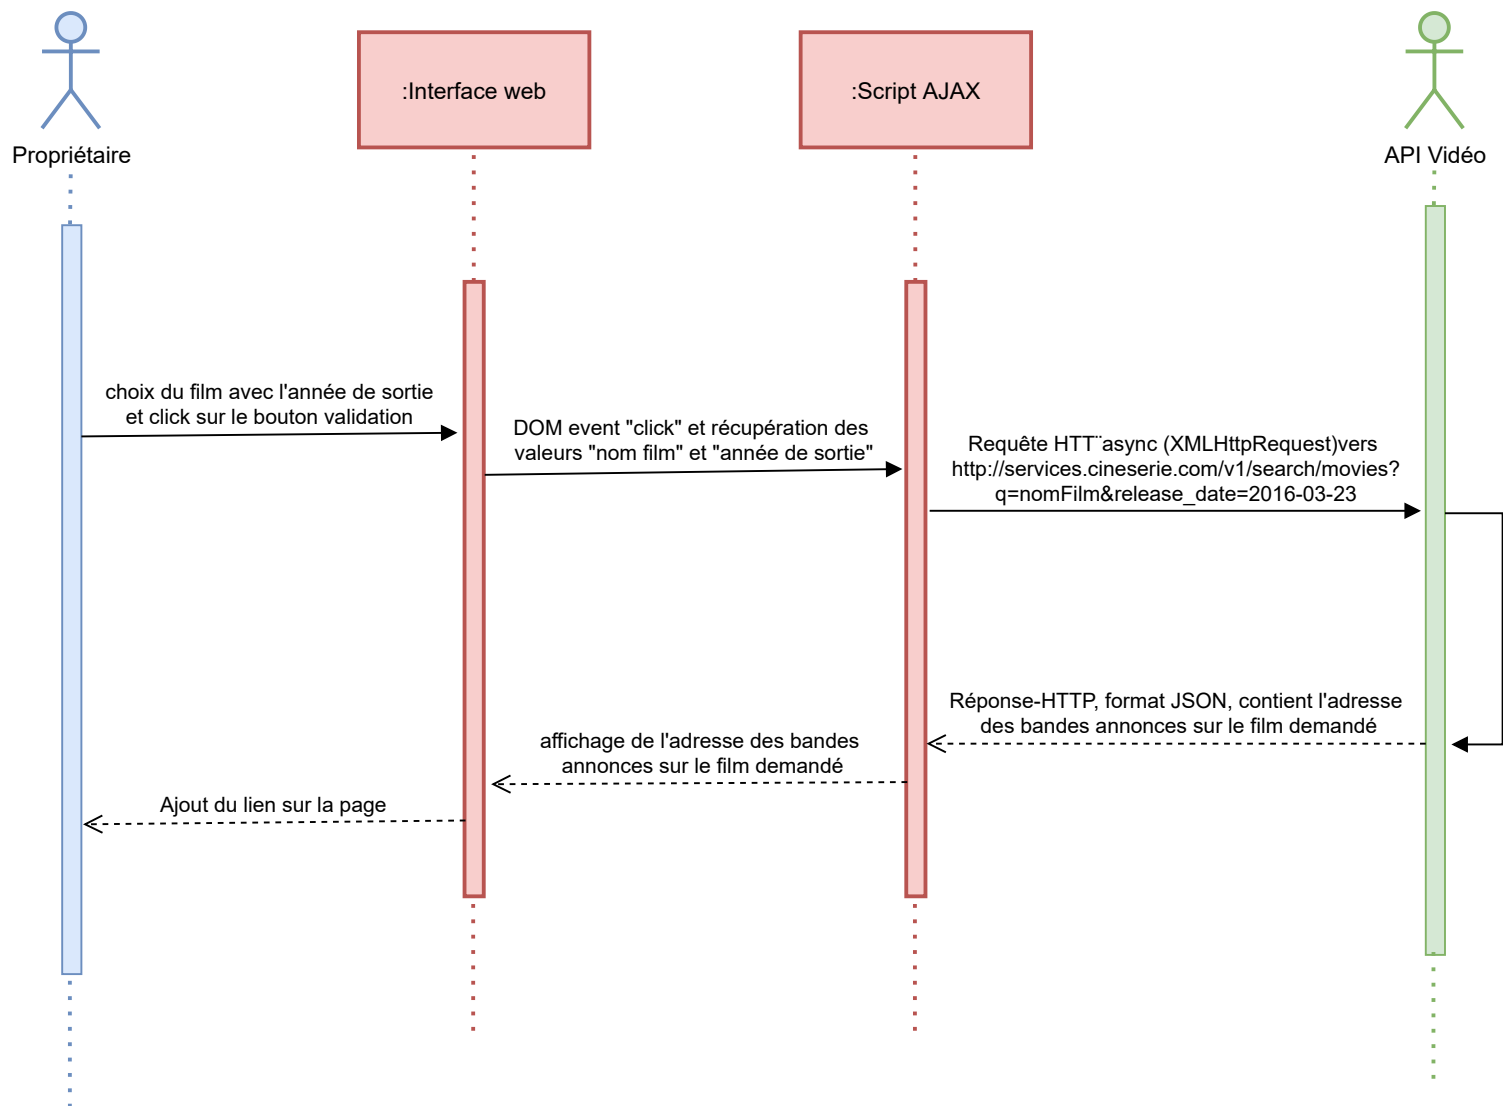 :Interface web
:Script AJAX
Propriétaire
API Vidéo
choix du film avec l'année de sortie
et click sur le bouton validation
DOM event "click" et récupération des
valeurs "nom film" et "année de sortie"
Requête HTT¨async (XMLHttpRequest)vers
http://services.cineserie.com/v1/search/movies?
q=nomFilm&release_date=2016-03-23
Réponse-HTTP, format JSON, contient l'adresse
des bandes annonces sur le film demandé
affichage de l'adresse des bandes
annonces sur le film demandé
Ajout du lien sur la page